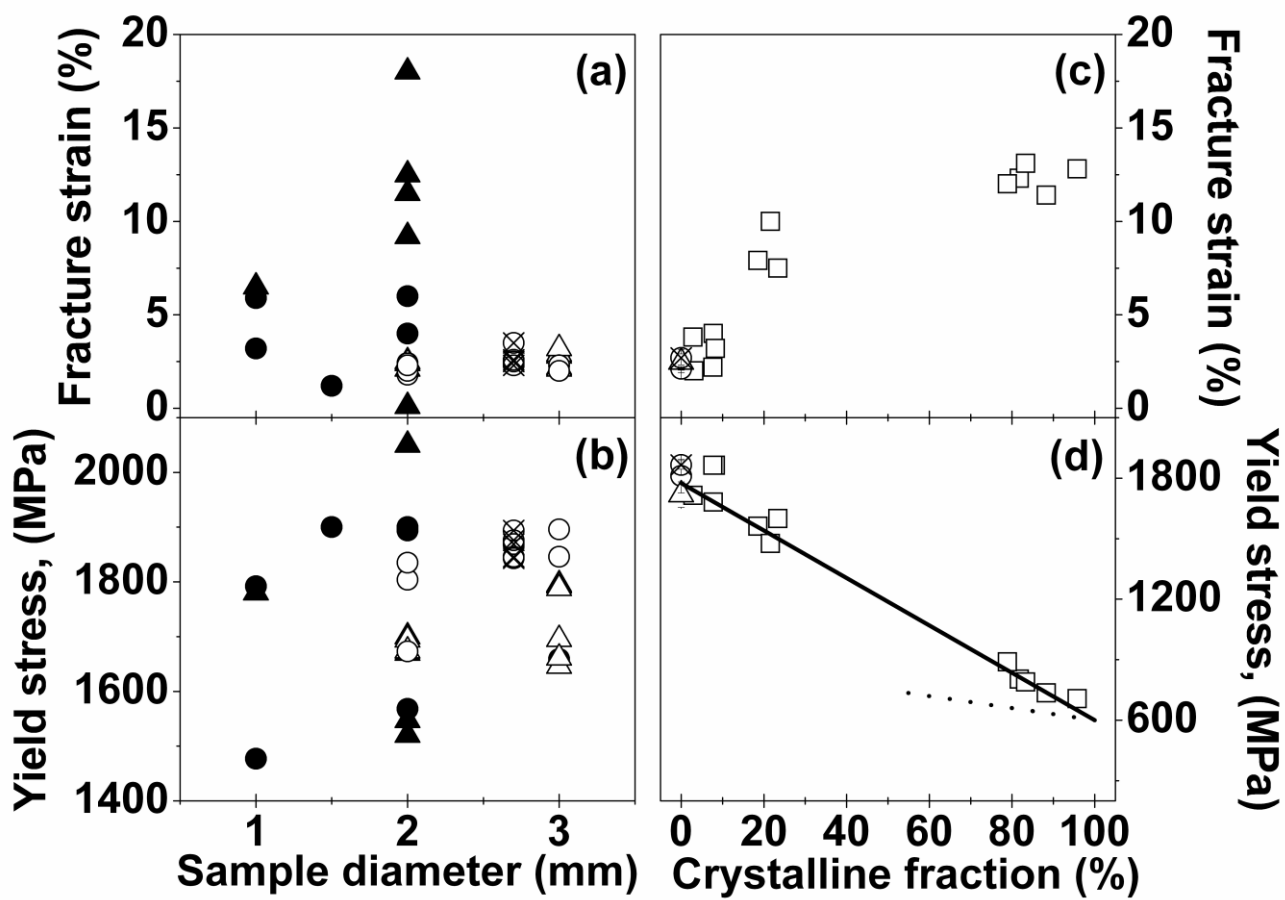 20
15
10
5
0
Fracture strain (%)
(a)
(c)
20
15
10
5
0
Fracture strain (%)
2000
1800
1600
1400
Yield stress, (MPa)
(b)
(d)
1800
1200
600
Yield stress, (MPa)
1 2 3
Sample diameter (mm)
0 20 40 60 80 100
Crystalline fraction (%)